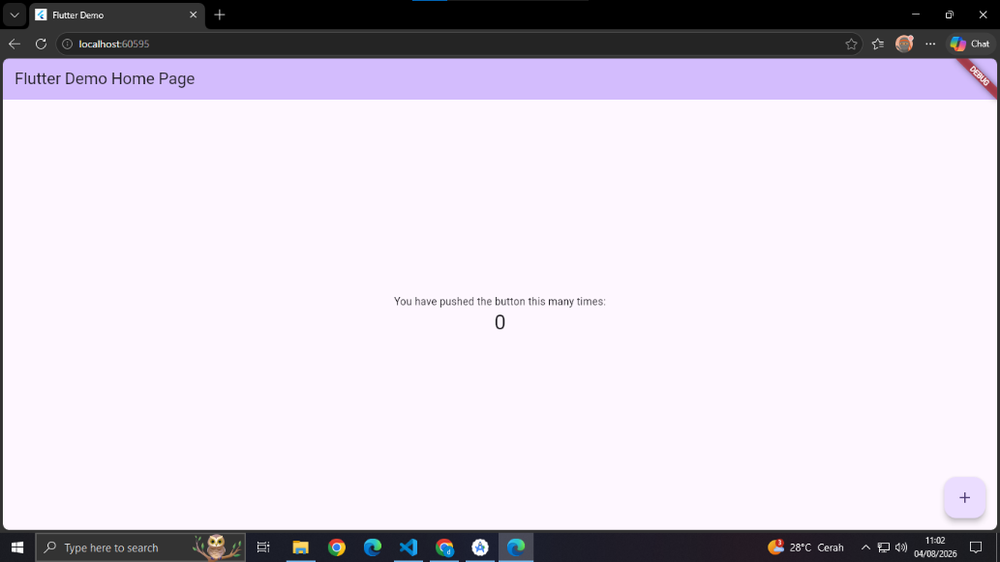 Flutter Demo
localhost:60595
Chat
Flutter Demo Home Page
DEBUG
You have pushed the button this many times:
0
Type here to search
d
3
28°C Cerah
11:02
04/08/2026